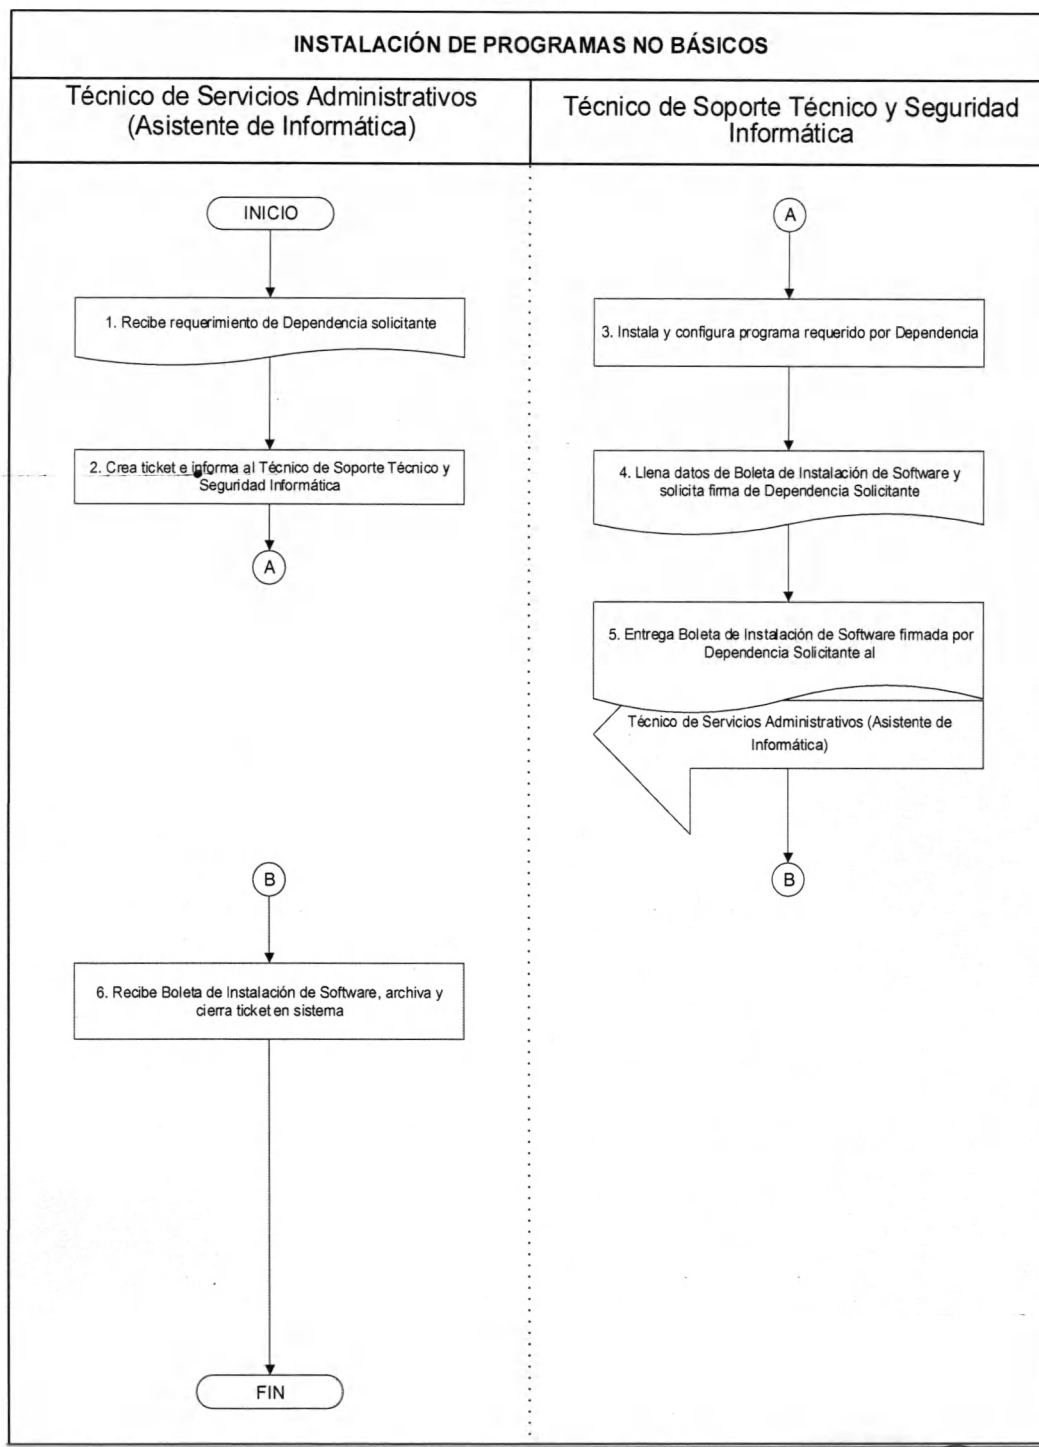 INSTALACIÓN DE PROGRAMAS NO BÁSICOS
Técnico de Servicios Administrativos
(Asistente de Informática)
Técnico de Soporte Técnico y Seguridad
Informática
INICIO
1. Recibe requerimiento de Dependencia solicitante
2. Crea ticket e informa al Técnico de Soporte Técnico y
Seguridad Informática
A
A
3. Instala y configura programa requerido por Dependencia
4. Llena datos de Boleta de Instalación de Software y
solicita firma de Dependencia Solicitante
5. Entrega Boleta de Instalación de Software firmada por
Dependencia Solicitante al
Técnico de Servicios Administrativos (Asistente de
Informática)
B
B
6. Recibe Boleta de Instalación de Software, archiva y
cierra ticket en sistema
FIN